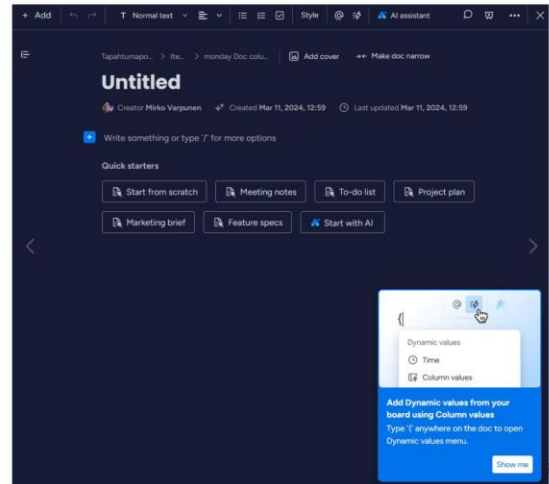 + Add T Normal text Style @ AI assistant
Tapahtumapo... > Ite... > monday Doc colu... Add cover Make doc narrow
Untitled
Creator Mirko Varpunen Created Mar 11, 2024, 12:59 Last updated Mar 11, 2024, 12:59
+ Write something or type '/' for more options
Quick starters
Start from scratch Meeting notes To-do list Project plan
Marketing brief Feature specs Start with AI
@
{
Dynamic values
Time
Column values
Add Dynamic values from your
board using Column values
Type '{' anywhere on the doc to open
Dynamic values menu.
Show me